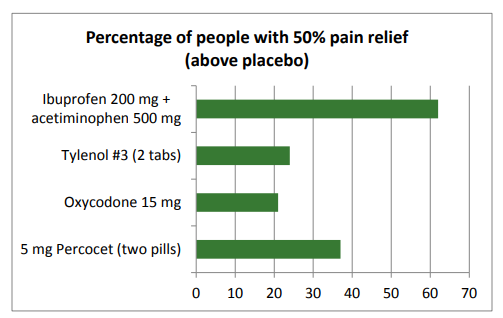 Percentage of people with 50% pain relief
(above placebo)
Ibuprofen 200 mg +
acetiminophen 500 mg
Tylenol #3 (2 tabs)
Oxycodone 15 mg
5 mg Percocet (two pills)
0 10 20 30 40 50 60 70